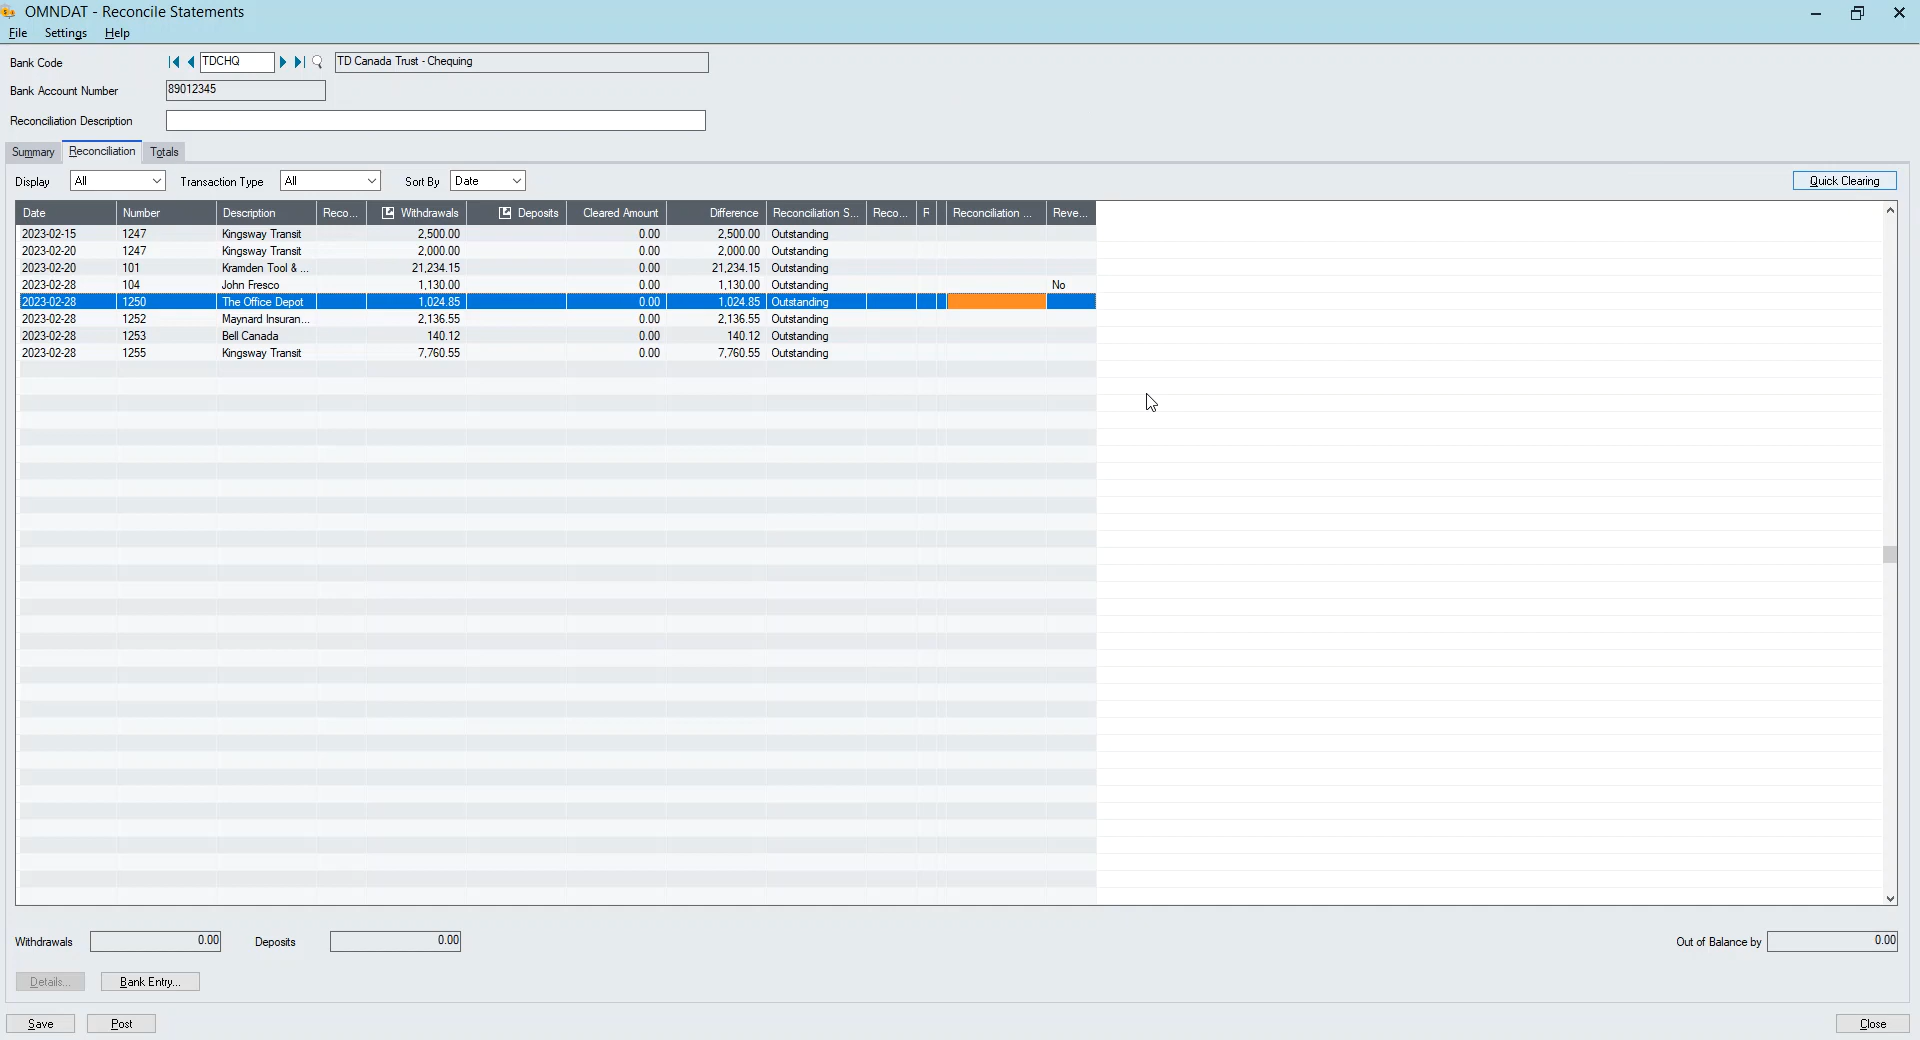 OMNDAT - Reconcile Statements
File Settings Help
Bank Code TDCHQ TD Canada Trust - Chequing
Bank Account Number 89012345
Reconciliation Description
Summary Reconciliation Totals
Display All Transaction Type All Sort By Date Quick Clearing
Date Number Description Reco... Withdrawals Deposits Cleared Amount Difference Reconciliation S... Reco... R Reconciliation ... Reve...
2023-02-15 1247 Kingsway Transit 2,500.00 0.00 2,500.00 Outstanding
2023-02-20 1247 Kingsway Transit 2,000.00 0.00 2,000.00 Outstanding
2023-02-20 101 Kramden Tool & ... 21,234.15 0.00 21,234.15 Outstanding
2023-02-28 104 John Fresco 1,130.00 0.00 1,130.00 Outstanding No
2023-02-28 1250 The Office Depot 1,024.85 0.00 1,024.85 Outstanding
2023-02-28 1252 Maynard Insuran... 2,136.55 0.00 2,136.55 Outstanding
2023-02-28 1253 Bell Canada 140.12 0.00 140.12 Outstanding
2023-02-28 1255 Kingsway Transit 7,760.55 0.00 7,760.55 Outstanding
Withdrawals 0.00 Deposits 0.00 Out of Balance by 0.00
Details... Bank Entry...
Save Post Close